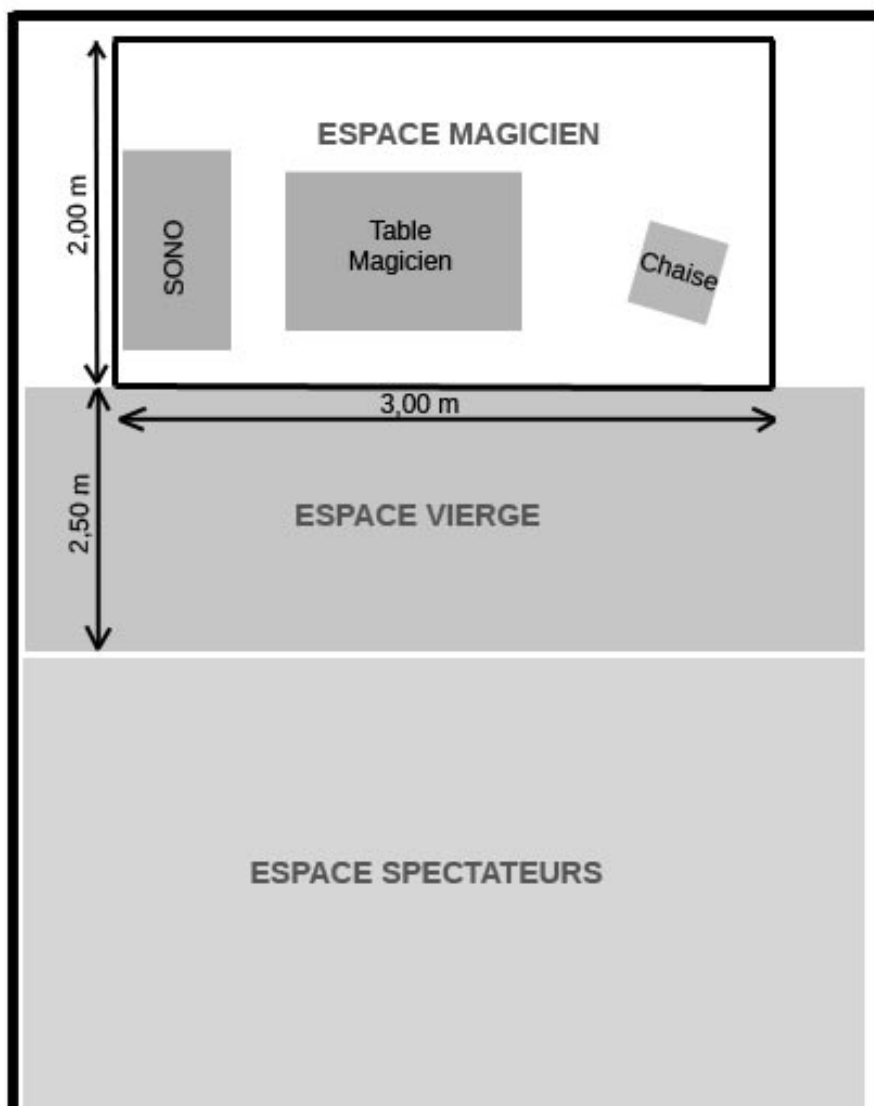 ESPACE MAGICIEN
2,00 m
SONO
Table
Magicien
Chaise
3,00 m
2,50 m
ESPACE VIERGE
ESPACE SPECTATEURS